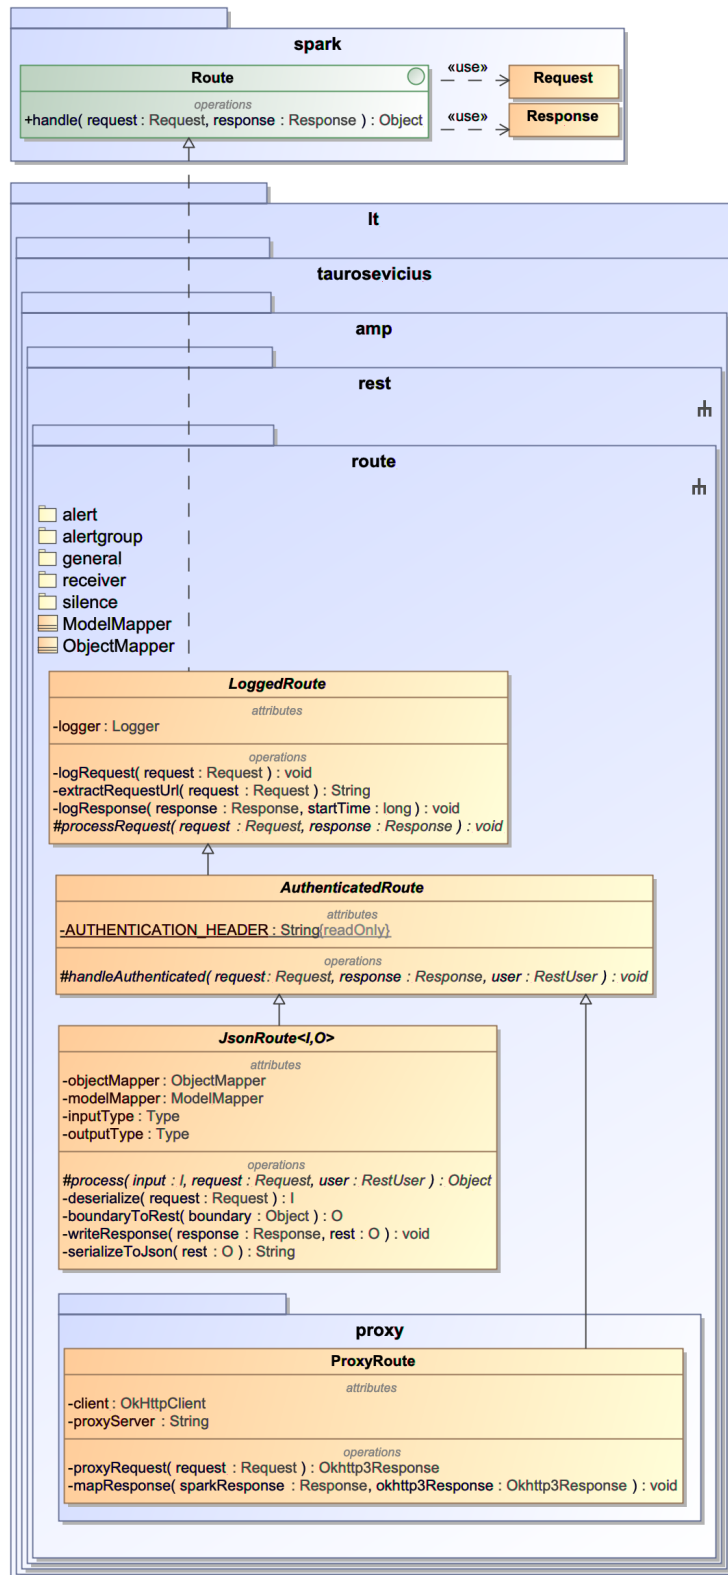 spark
Route
«use»
Request
operations
+handle( request : Request, response : Response ) : Object
«use»
Response
lt
taurosevicius
amp
rest
route
alert
alertgroup
general
receiver
silence
ModelMapper
ObjectMapper
LoggedRoute
attributes
-logger : Logger
operations
-logRequest( request : Request ) : void
-extractRequestUrl( request : Request ) : String
-logResponse( response : Response, startTime : long ) : void
#processRequest( request : Request, response : Response ) : void
AuthenticatedRoute
attributes
-AUTHENTICATION_HEADER : String{readOnly}
operations
#handleAuthenticated( request : Request, response : Response, user : RestUser ) : void
JsonRoute<I,O>
attributes
-objectMapper : ObjectMapper
-modelMapper : ModelMapper
-inputType : Type
-outputType : Type
operations
#process( input : I, request : Request, user : RestUser ) : Object
-deserialize( request : Request ) : I
-boundaryToRest( boundary : Object ) : O
-writeResponse( response : Response, rest : O ) : void
-serializeToJson( rest : O ) : String
proxy
ProxyRoute
attributes
-client : OkHttpClient
-proxyServer : String
operations
-proxyRequest( request : Request ) : Okhttp3Response
-mapResponse( sparkResponse : Response, okhttp3Response : Okhttp3Response ) : void